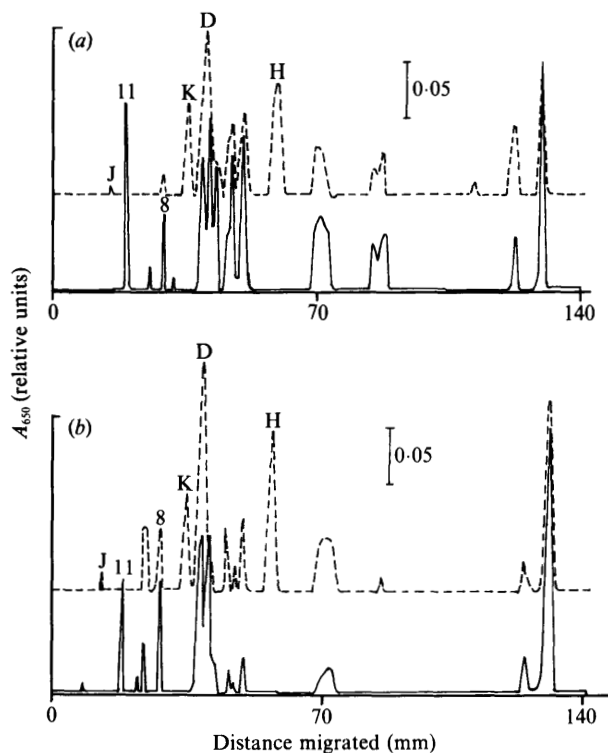 (a)
D
H
0·05
11
K
J
8
0
70
140
A650 (relative units)
D
(b)
H
0·05
K
8
J
11
0
70
140
Distance migrated (mm)